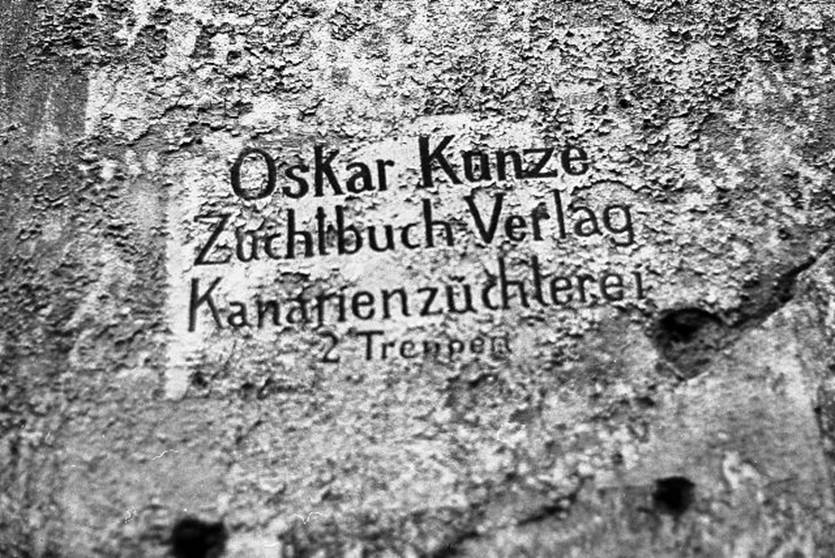 Oskar Kunze
Zuchtbuch-Verlag
Kanarienzüchterei
2 Treppen